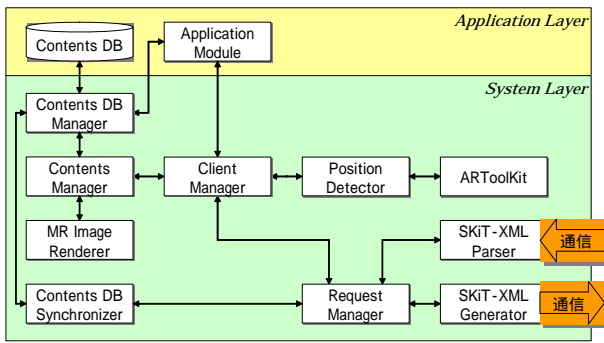 Application Layer
Contents DB
Application
Module
System Layer
Contents DB
Manager
Contents
Manager
Client
Manager
Position
Detector
ARToolKit
MR Image
Renderer
SKiT-XML
Parser
通信
Contents DB
Synchronizer
Request
Manager
SKiT-XML
Generator
通信